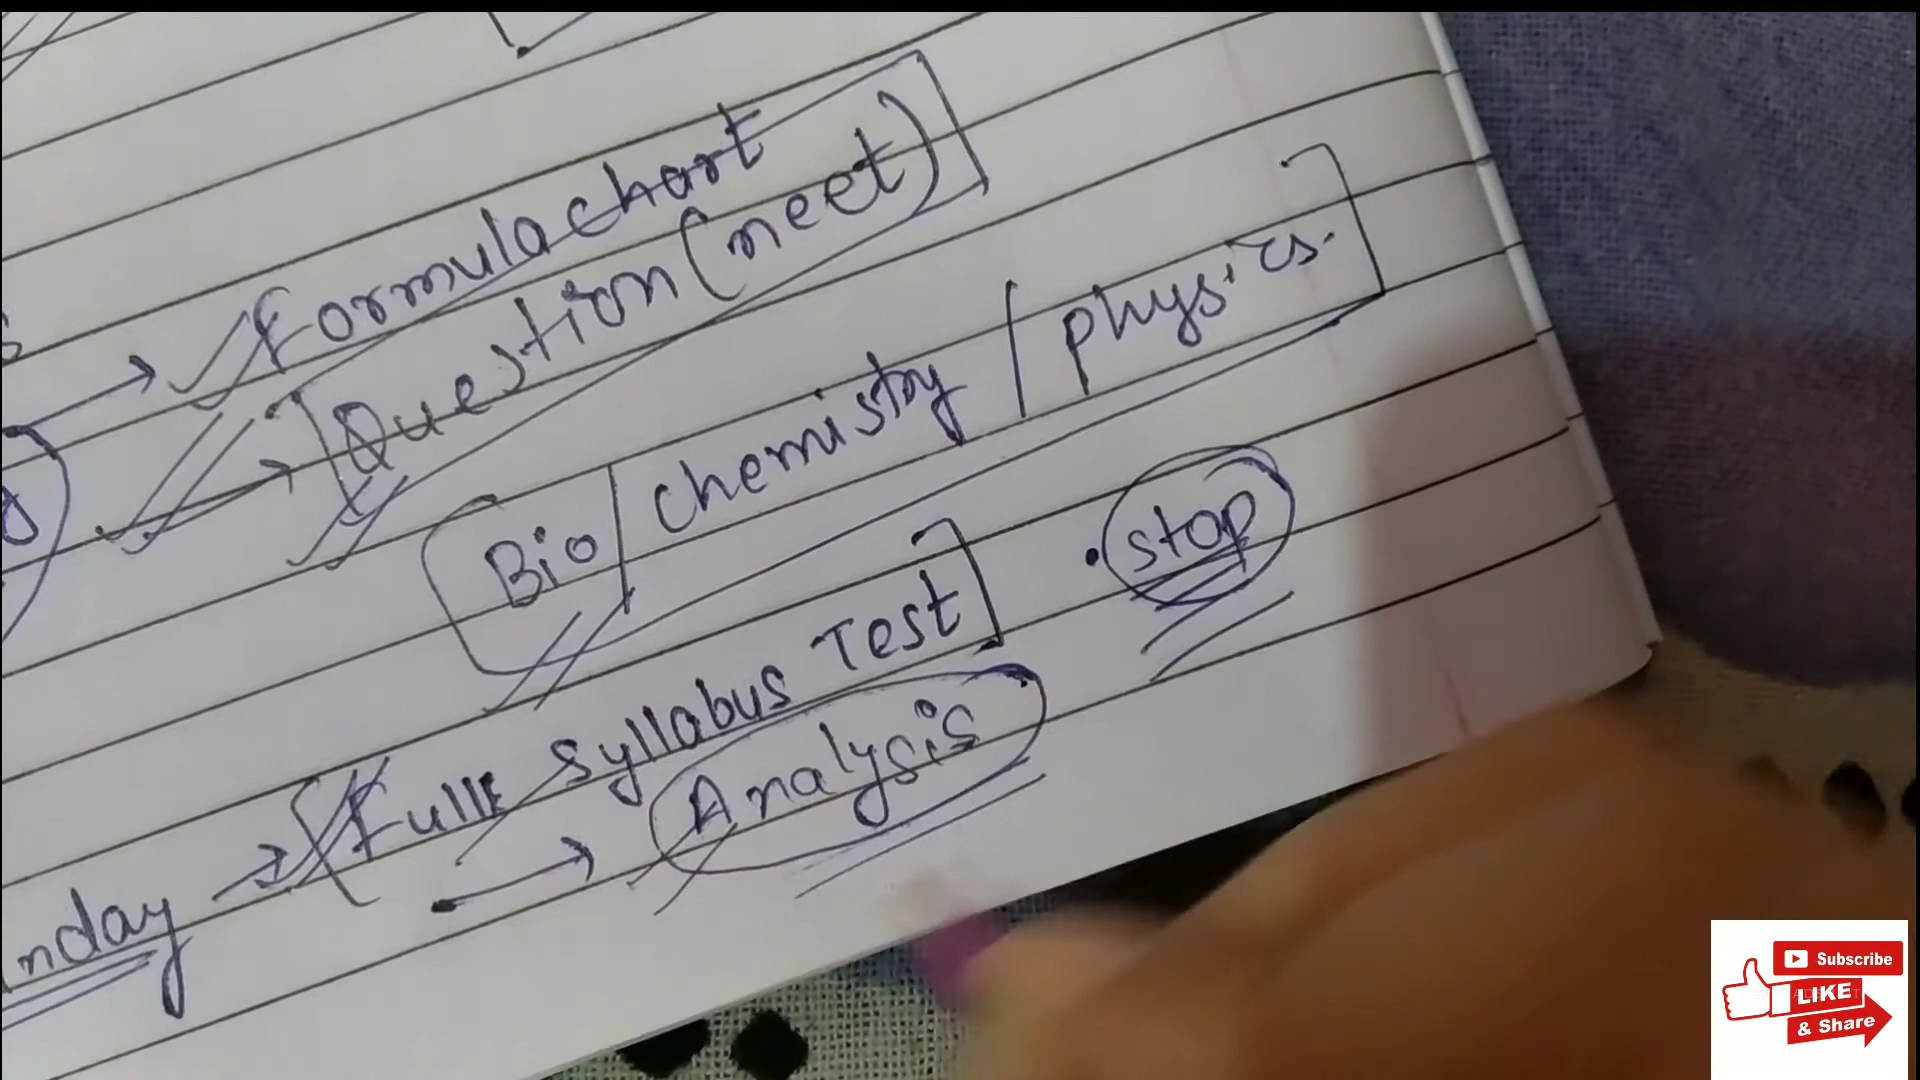 → Formula chart
→ [Question (neet)]
[Bio / chemistry / physics.]
• stop
nday → [Full syllabus Test]
→ Analysis
Subscribe
LIKE
& Share